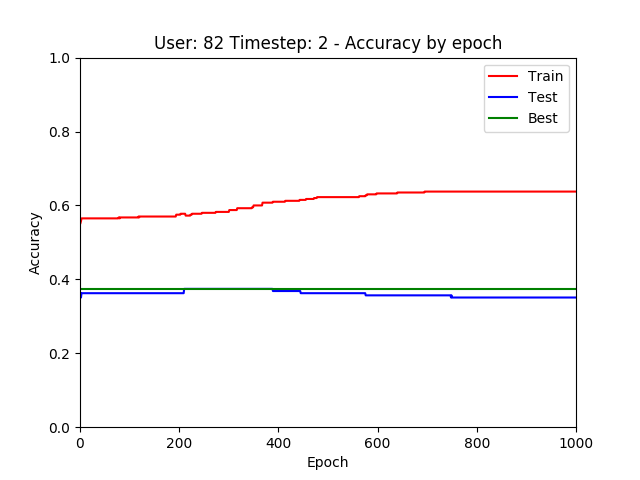 User: 82 Timestep: 2 - Accuracy by epoch
1.0
0.8
0.6
0.4
0.2
0.0
Accuracy
Train
Test
Best
0 200 400 600 800 1000
Epoch